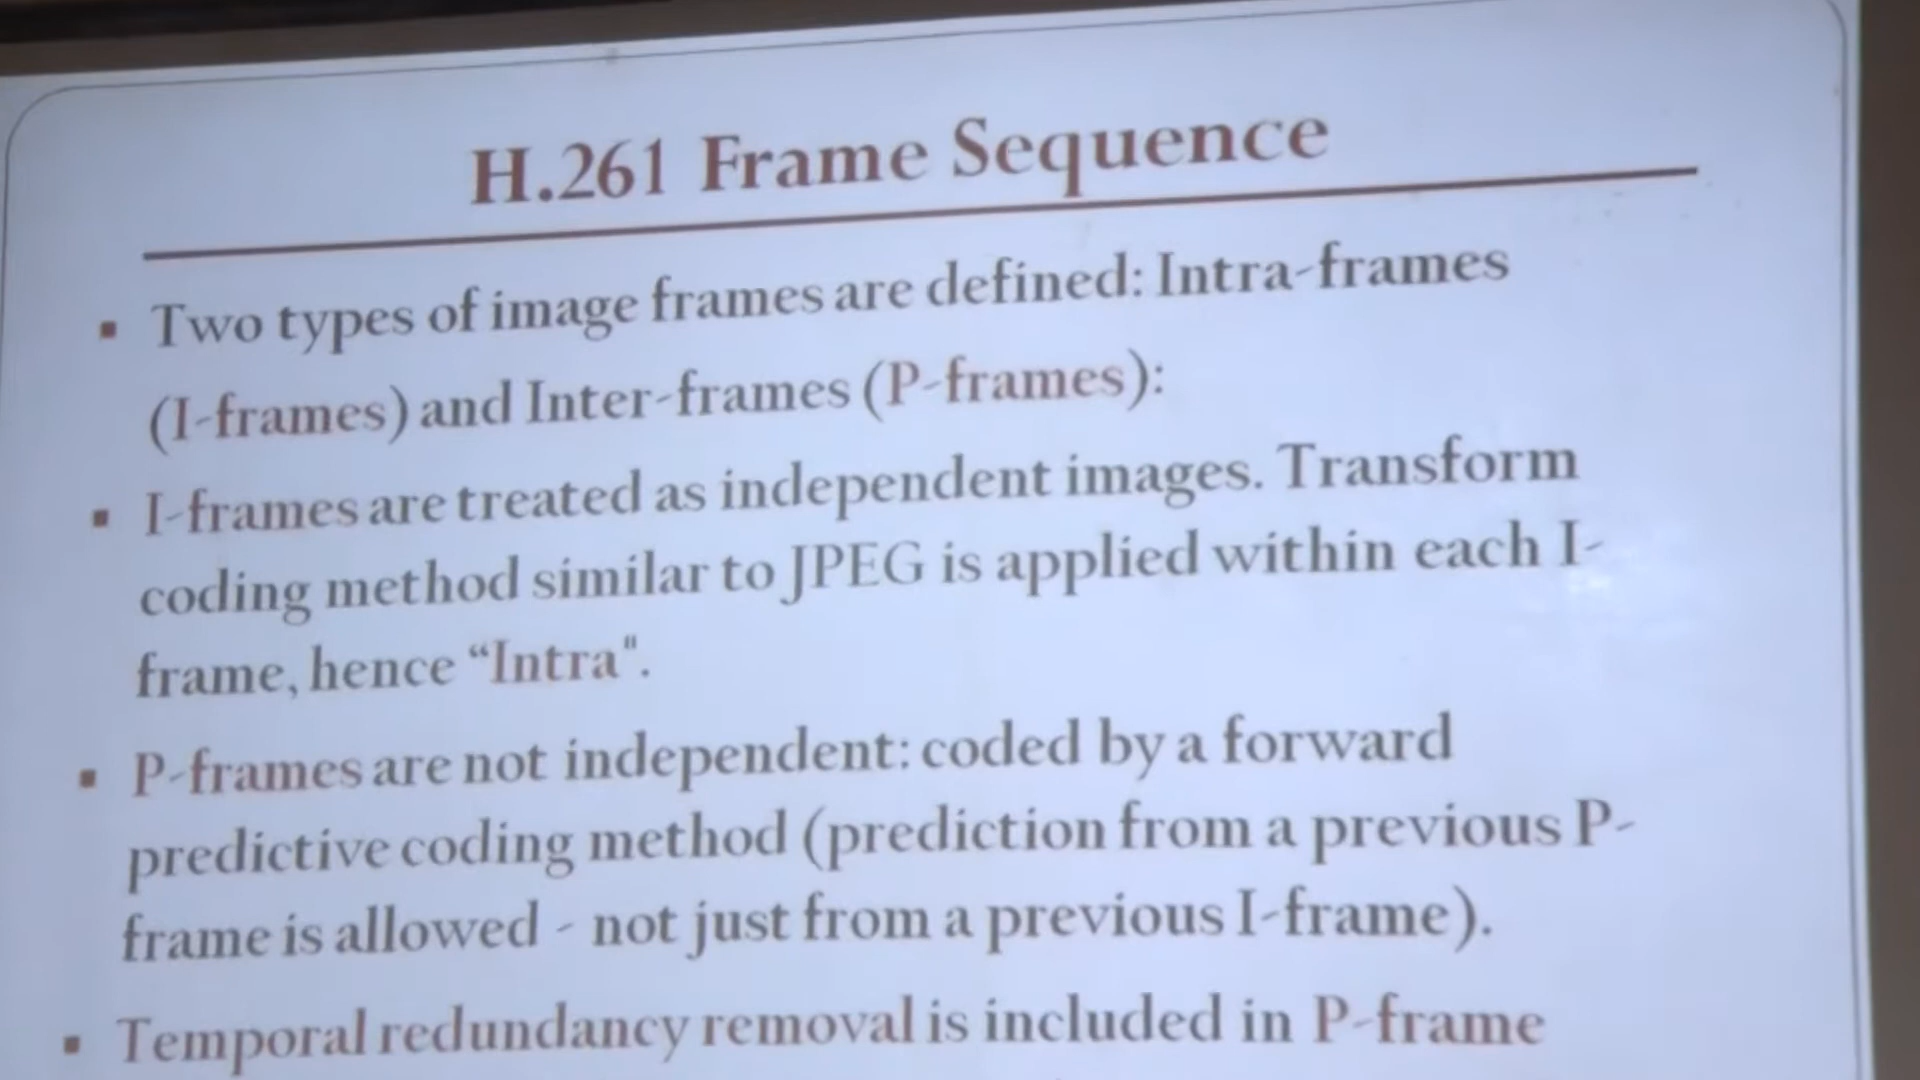 H.261 Frame Sequence
▪ Two types of image frames are defined: Intra-frames
(I-frames) and Inter-frames (P-frames):
▪ I-frames are treated as independent images. Transform
coding method similar to JPEG is applied within each I-
frame, hence “Intra".
▪ P-frames are not independent: coded by a forward
predictive coding method (prediction from a previous P-
frame is allowed - not just from a previous I-frame).
▪ Temporal redundancy removal is included in P-frame